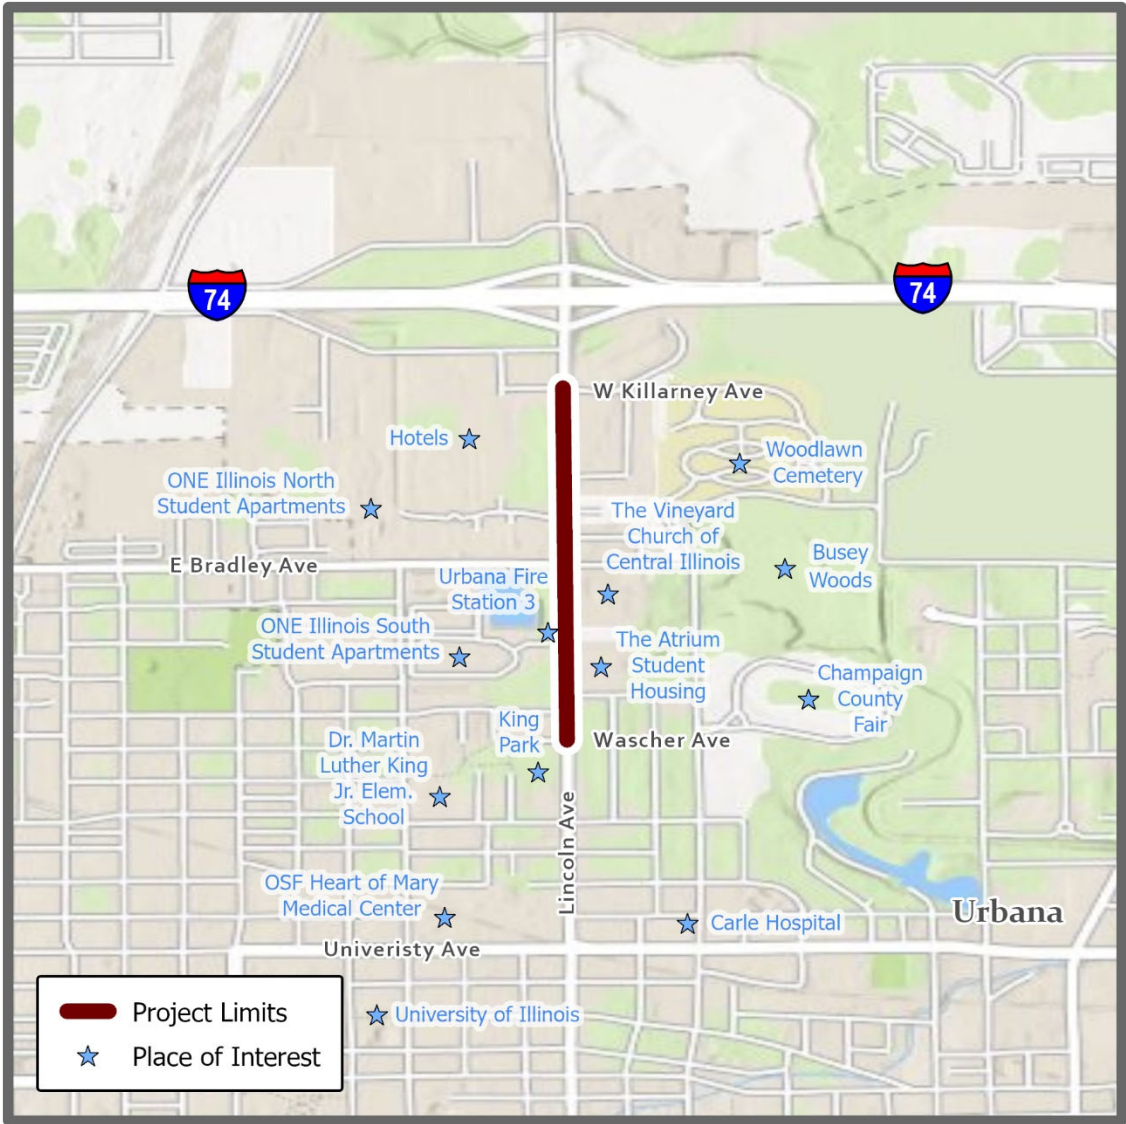 74
74
W Killarney Ave
Hotels
Woodlawn
Cemetery
ONE Illinois North
Student Apartments
The Vineyard
Church of
Central Illinois
E Bradley Ave
Busey
Woods
Urbana Fire
Station 3
ONE Illinois South
Student Apartments
The Atrium
Student
Housing
Champaign
County
Fair
King
Park
Wascher Ave
Dr. Martin
Luther King
Jr. Elem.
School
Lincoln Ave
OSF Heart of Mary
Medical Center
Carle Hospital
Urbana
Univeristy Ave
University of Illinois
Project Limits
Place of Interest